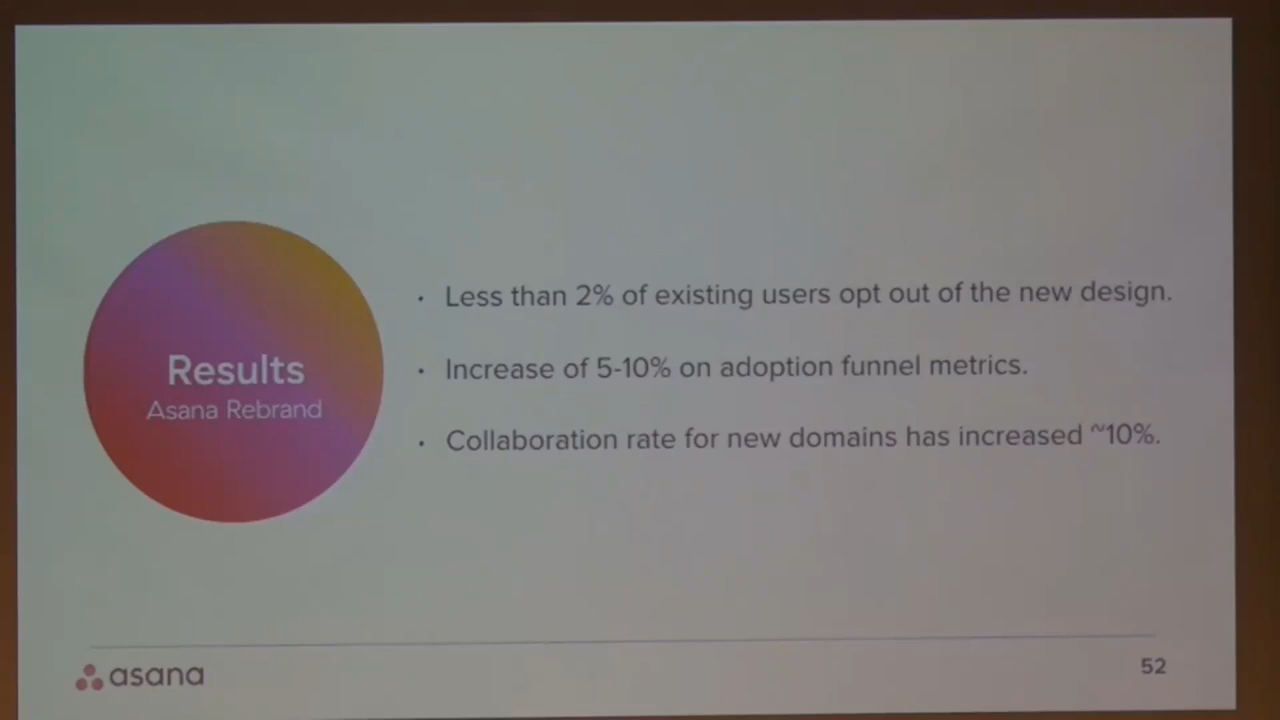 Results
Asana Rebrand
· Less than 2% of existing users opt out of the new design.
· Increase of 5-10% on adoption funnel metrics.
· Collaboration rate for new domains has increased ~10%.
asana
52